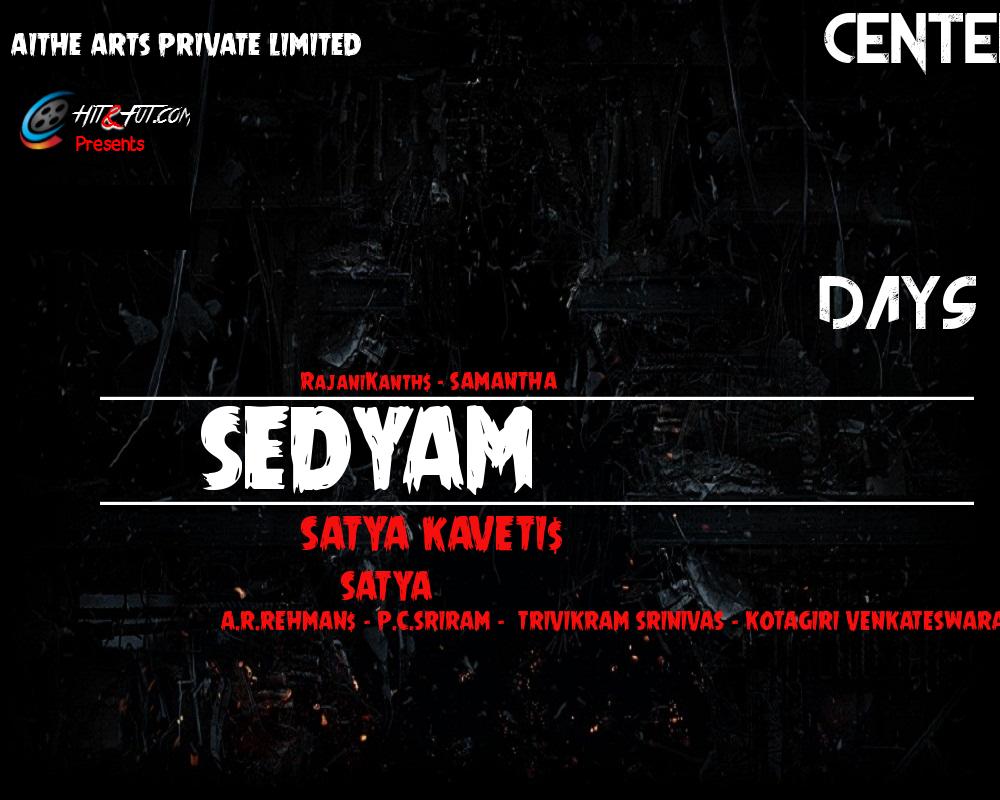 AITHE ARTS PRIVATE LIMITED
CENTE
HIT&FUT.COM
Presents
DAYS
RAJANIKANTH$ - SAMANTHA
SEDYAM
SATYA KAVETI$
SATYA
A.R.REHMAN$ - P.C.SRIRAM - TRIVIKRAM SRINIVAS - KOTAGIRI VENKATESWARA